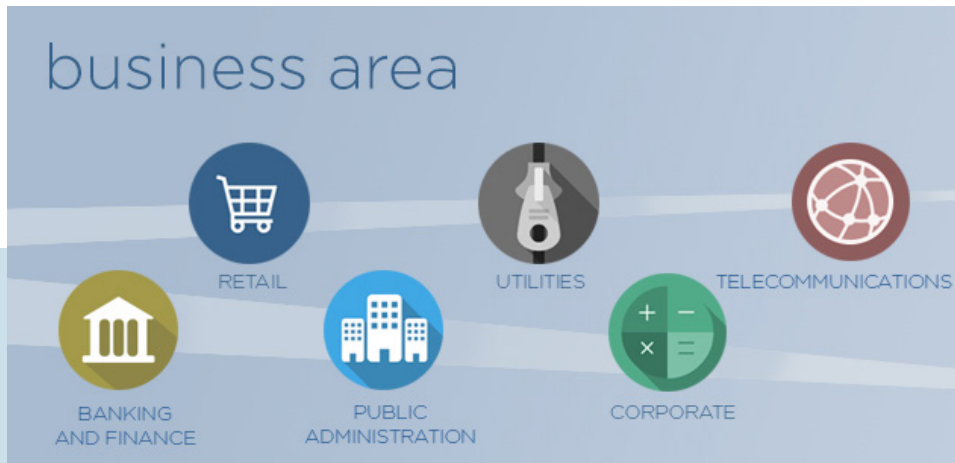 business area
RETAIL
UTILITIES
TELECOMMUNICATIONS
BANKING
AND FINANCE
PUBLIC
ADMINISTRATION
CORPORATE